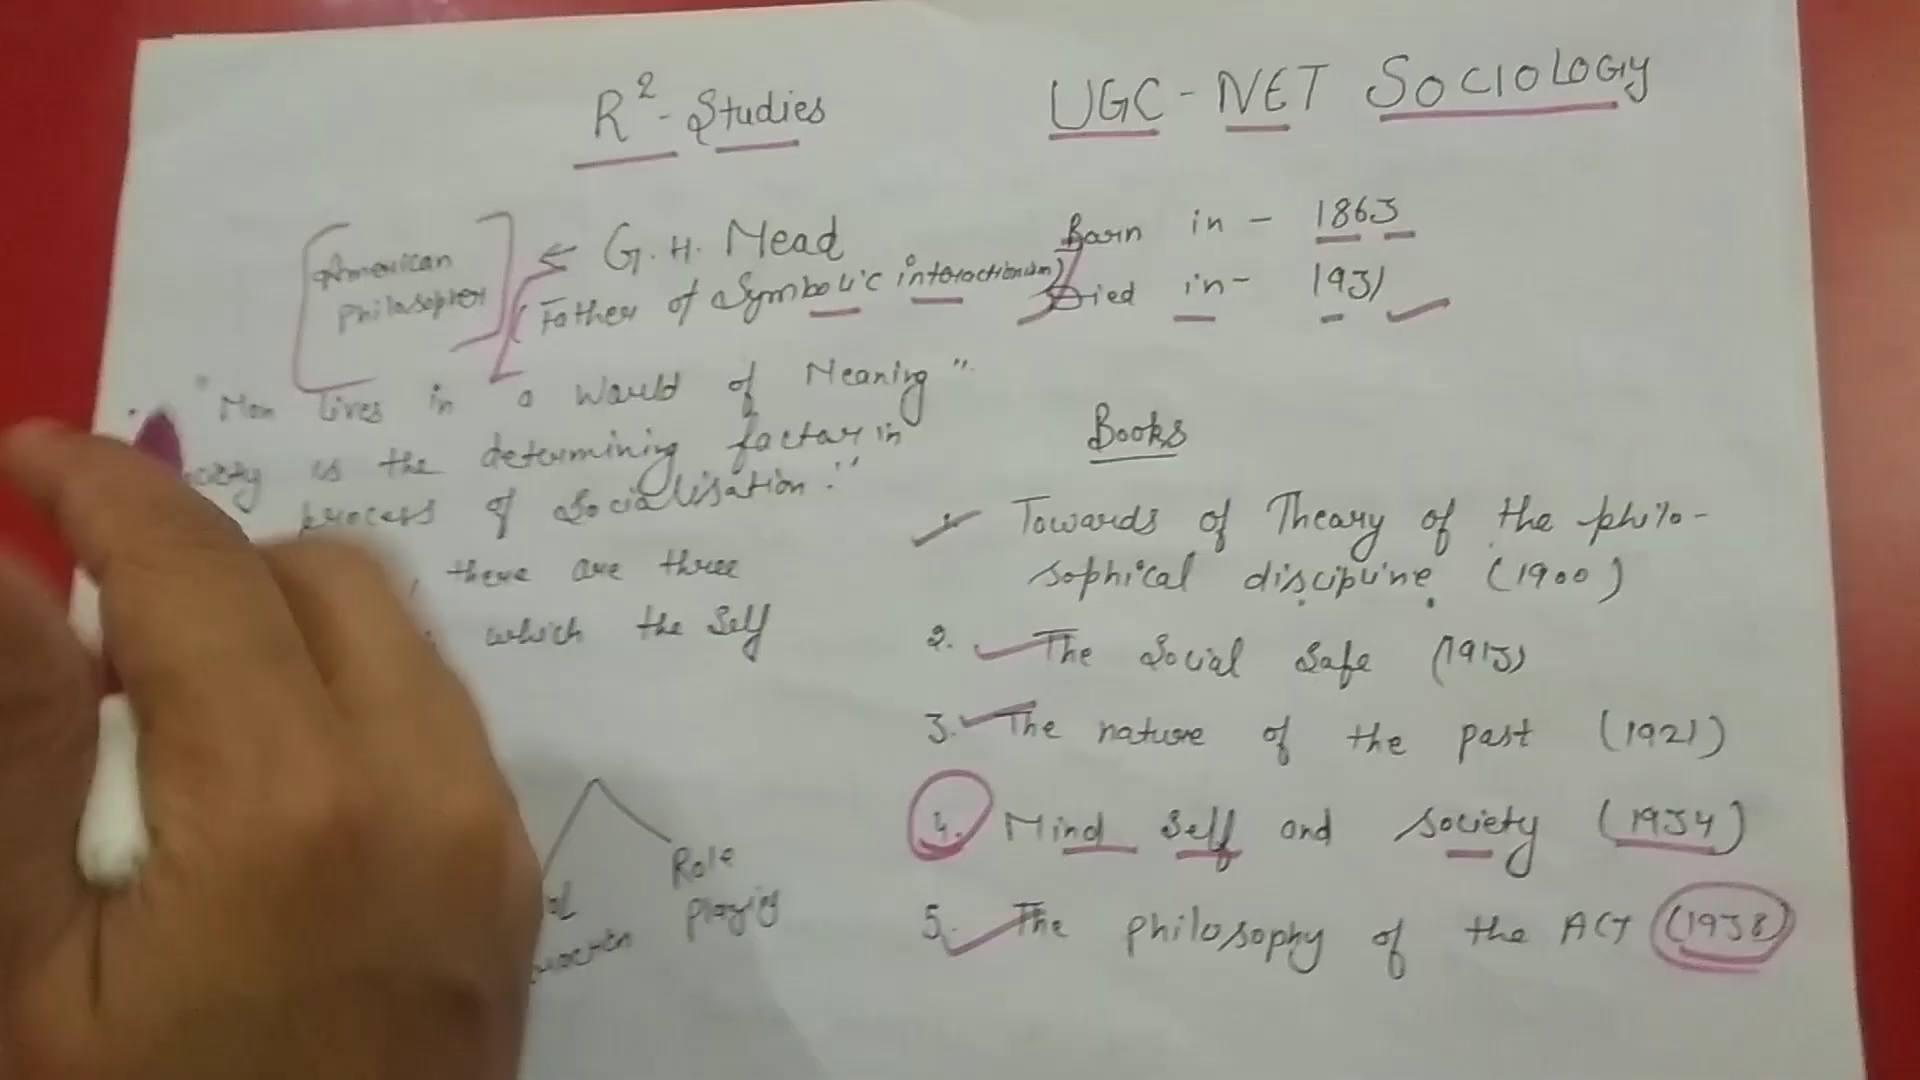 R²-Studies
UGC-NET SOCIOLOGY
American
Philosopher
G. H. Mead
(Father of Symbolic interactionism)
Born in - 1863
Died in - 1931
"Man lives in a World of Meaning".
is the determining factor in
process of Socialisation."
, there are three
which the Self
Role
Playing
Books
1. Towards of Theory of the philo-
sophical discipline. (1900)
2. The Social Safe (1913)
3. The nature of the past (1921)
4. Mind Self and Society (1934)
5. The philosophy of the ACT (1938)